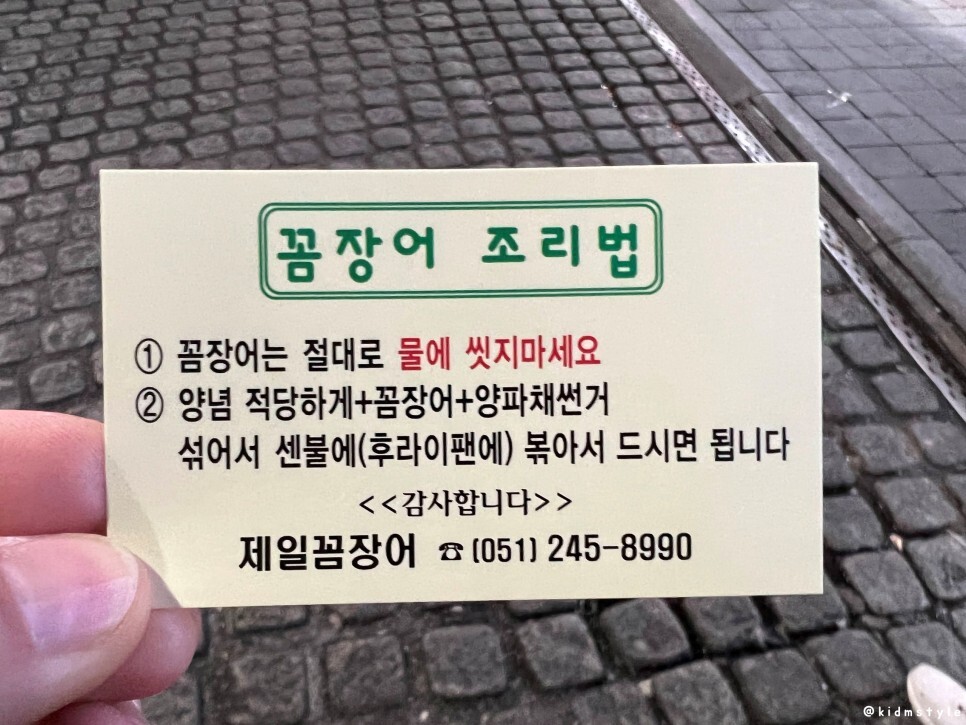 꼼장어 조리법
① 꼼장어는 절대로 물에 씻지마세요
② 양념 적당하게+꼼장어+양파채썬거
섞어서 센불에(후라이팬에) 볶아서 드시면 됩니다
<<감사합니다>>
제일꼼장어 ☎(051) 245-8990
@kidmstyle